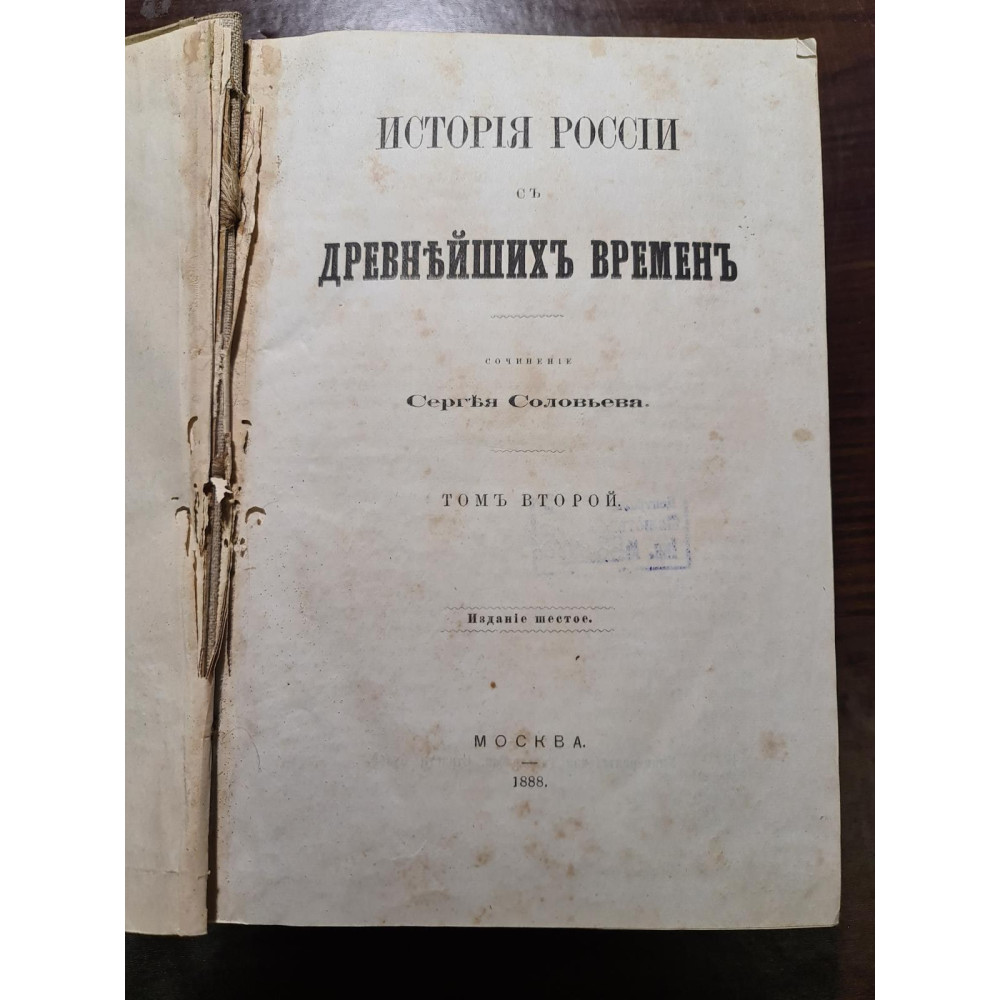 ИСТОРІЯ РОССІИ
СЪ
ДРЕВНѢЙШИХЪ ВРЕМЕНЪ
СОЧИНЕНІЕ
Сергѣя Соловьева.
ТОМЪ ВТОРОЙ.
Изданіе шестое.
МОСКВА.
1888.